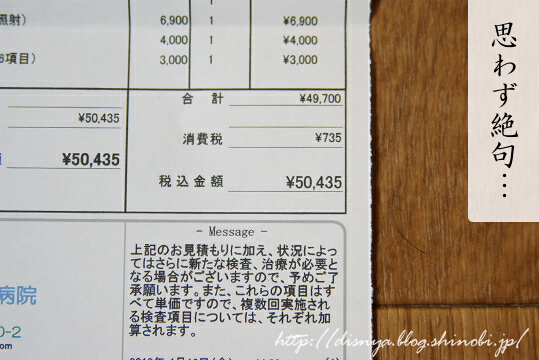 照射） 6,900 1 ¥6,900
4,000 1 ¥4,000
6項目） 3,000 1 ¥3,000
合 計 ¥49,700
¥50,435
消費税 ¥735
¥50,435 税込金額 ¥50,435
- Message -
上記のお見積もりに加え、状況によっ
てはさらに新たな検査、治療が必要と
なる場合がございますので、予めご了
承願います。また、これらの項目はす
べて単価ですので、複数回実施され
る検査項目については、それぞれ加
算されます。
病院
0-2
.com
思わず絶句…
http://disnya.blog.shinobi.jp/